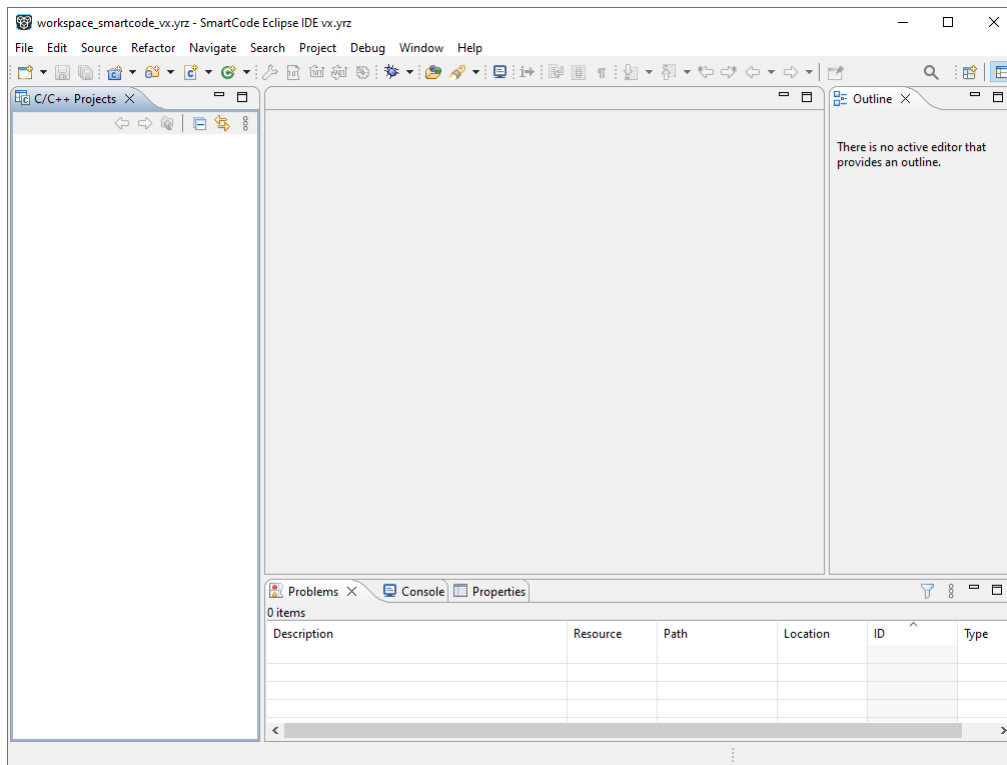 workspace_smartcode_vx.yrz - SmartCode Eclipse IDE vx.yrz
File Edit Source Refactor Navigate Search Project Debug Window Help
C/C++ Projects
Outline
There is no active editor that
provides an outline.
Problems Console Properties
0 items
Description Resource Path Location ID Type